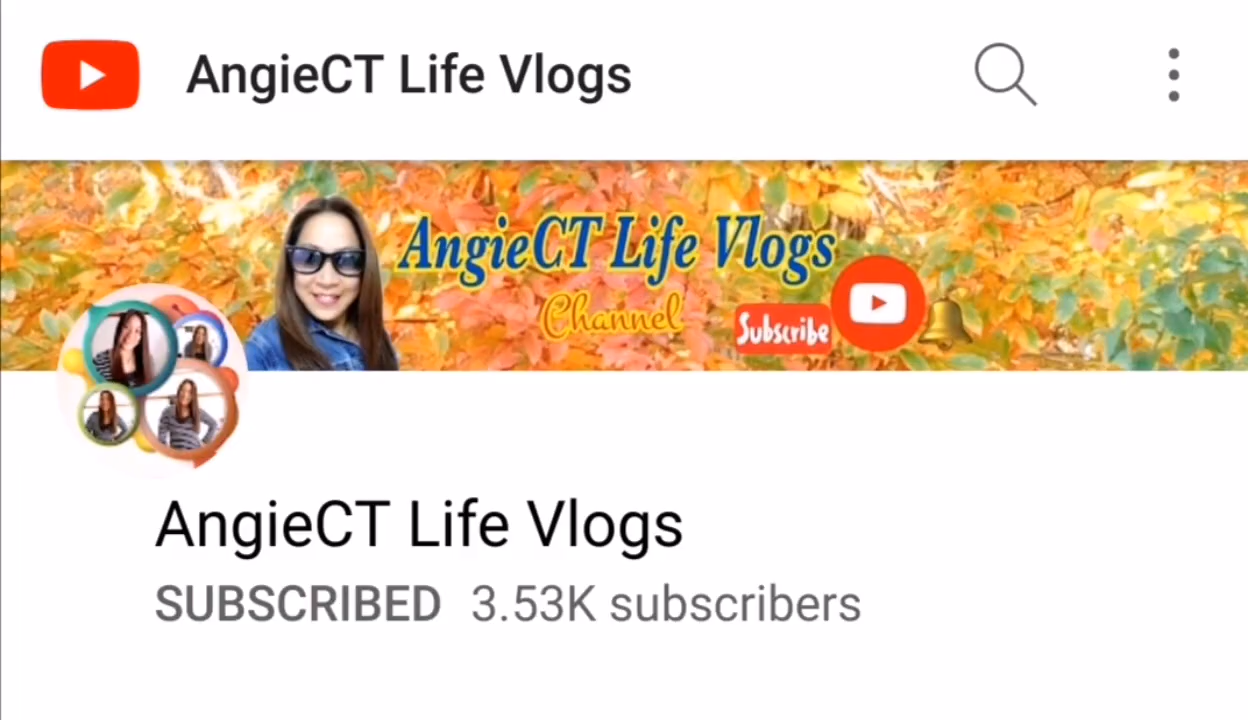 AngieCT Life Vlogs
AngieCT Life Vlogs
Channel
Subscribe
AngieCT Life Vlogs
SUBSCRIBED 3.53K subscribers